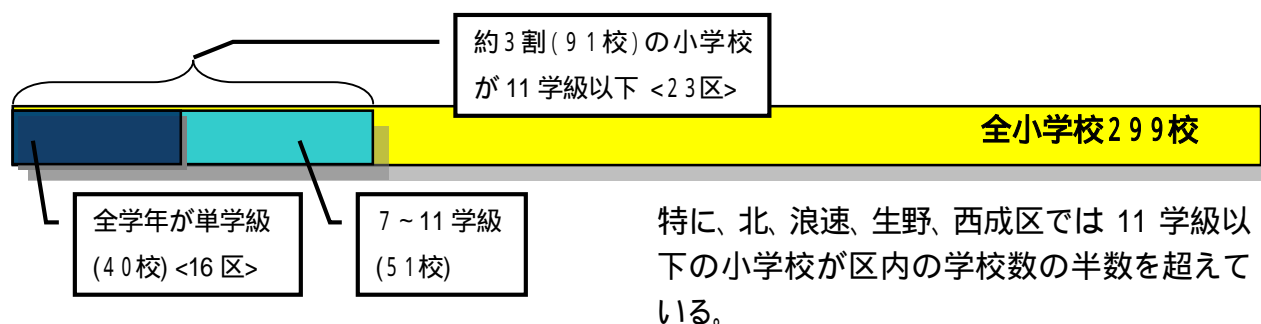 約3割(91校)の小学校
が 11 学級以下 <23区>
全小学校299校
全学年が単学級
(40校) <16 区>
7~11 学級
(51校)
特に、北、浪速、生野、西成区では 11 学級以
下の小学校が区内の学校数の半数を超えて
いる。